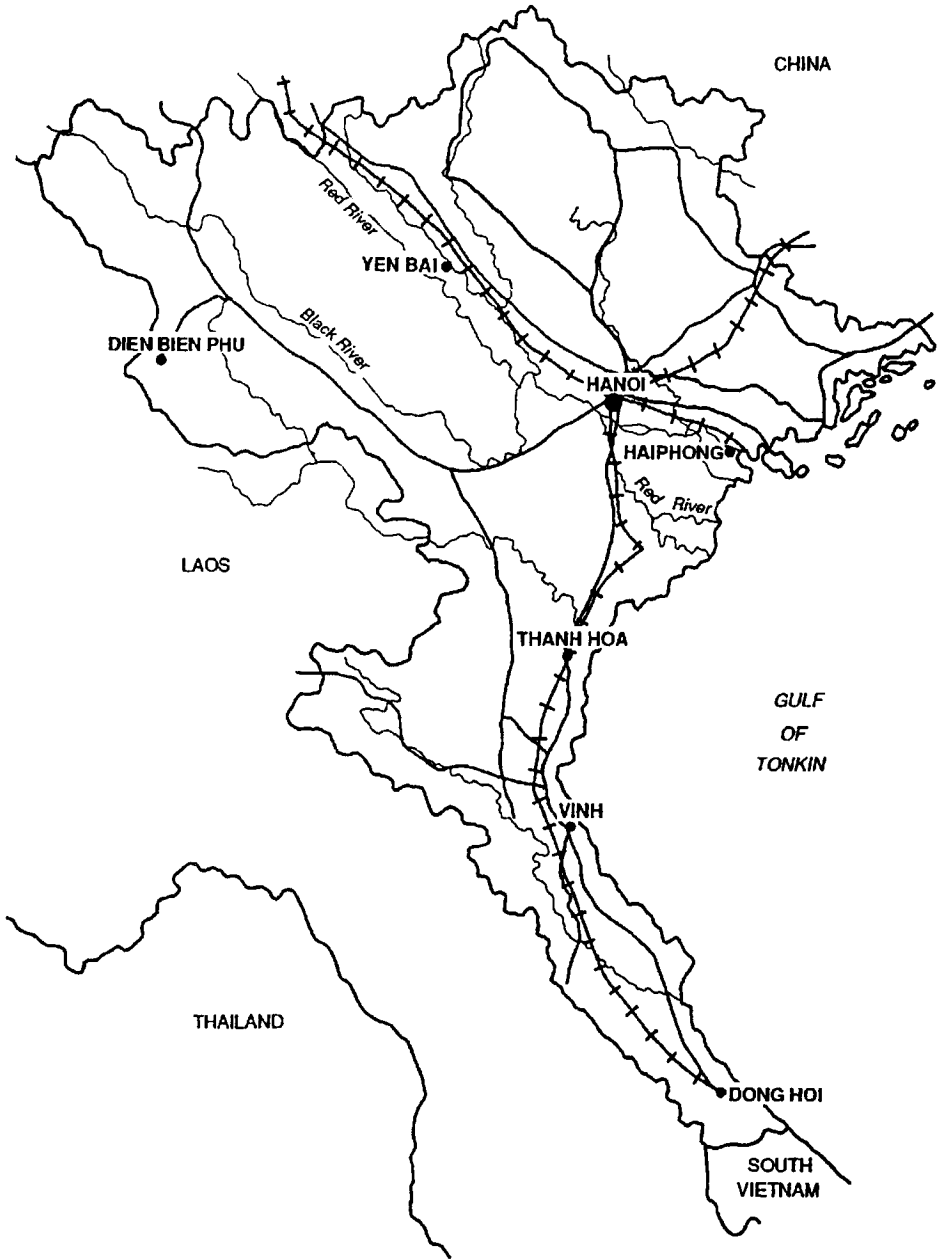 CHINA
Red River
YEN BAI
Black River
DIEN BIEN PHU
HANOI
HAIPHONG
Red River
LAOS
THANH HOA
GULF
OF
TONKIN
VINH
THAILAND
DONG HOI
SOUTH
VIETNAM